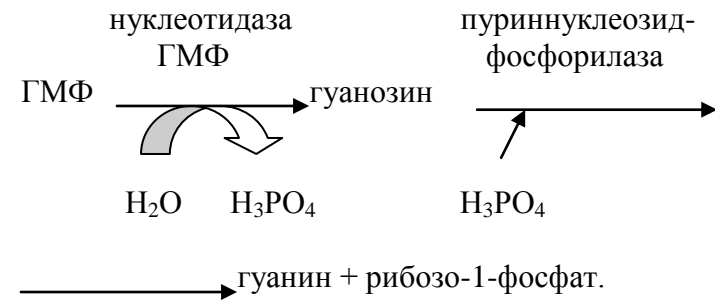 нуклеотидаза пуриннуклеозид-
ГМФ фосфорилаза
ГМФ гуанозин
H₂O H₃PO₄ H₃PO₄
гуанин + рибозо-1-фосфат.